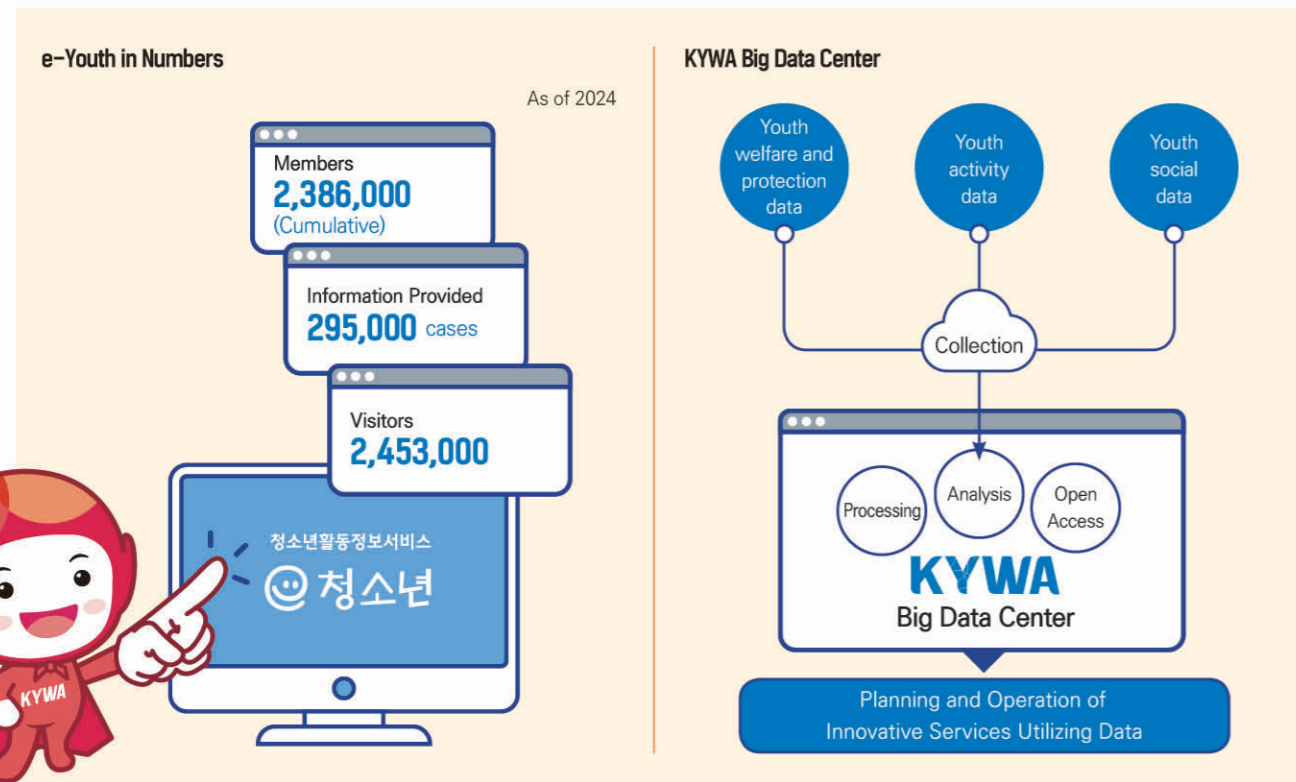 e-Youth in Numbers
As of 2024
Members
2,386,000
(Cumulative)
Information Provided
295,000 cases
Visitors
2,453,000
청소년활동정보서비스
청소년
KYWA
KYWA Big Data Center
Youth
welfare and
protection
data
Youth
activity
data
Youth
social
data
Collection
Processing
Analysis
Open
Access
KYWA
Big Data Center
Planning and Operation of
Innovative Services Utilizing Data